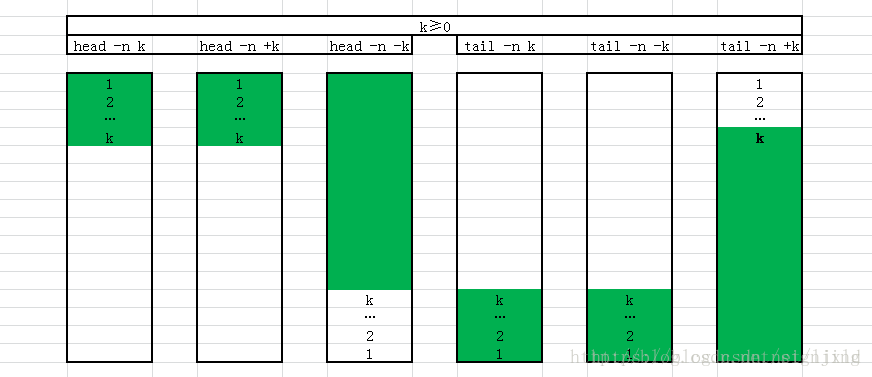 k≥0
head -n k head -n +k head -n -k tail -n k tail -n -k tail -n +k
1 1 1
2 2 2
… … …
k k k
k k k
… … …
2 2 2
1 1 1